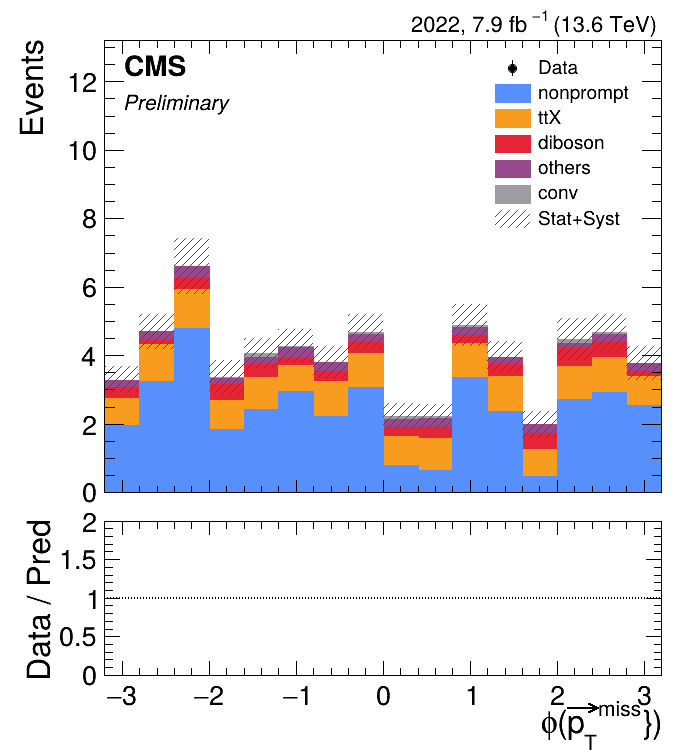 2022, 7.9 fb⁻¹ (13.6 TeV)
CMS
Preliminary
Data
nonprompt
ttX
diboson
others
conv
Stat+Syst
Events
12
10
8
6
4
2
0
Data / Pred
2
1.5
1
0.5
0
−3 −2 −1 0 1 2 3
ϕ(p⃗_T^miss})